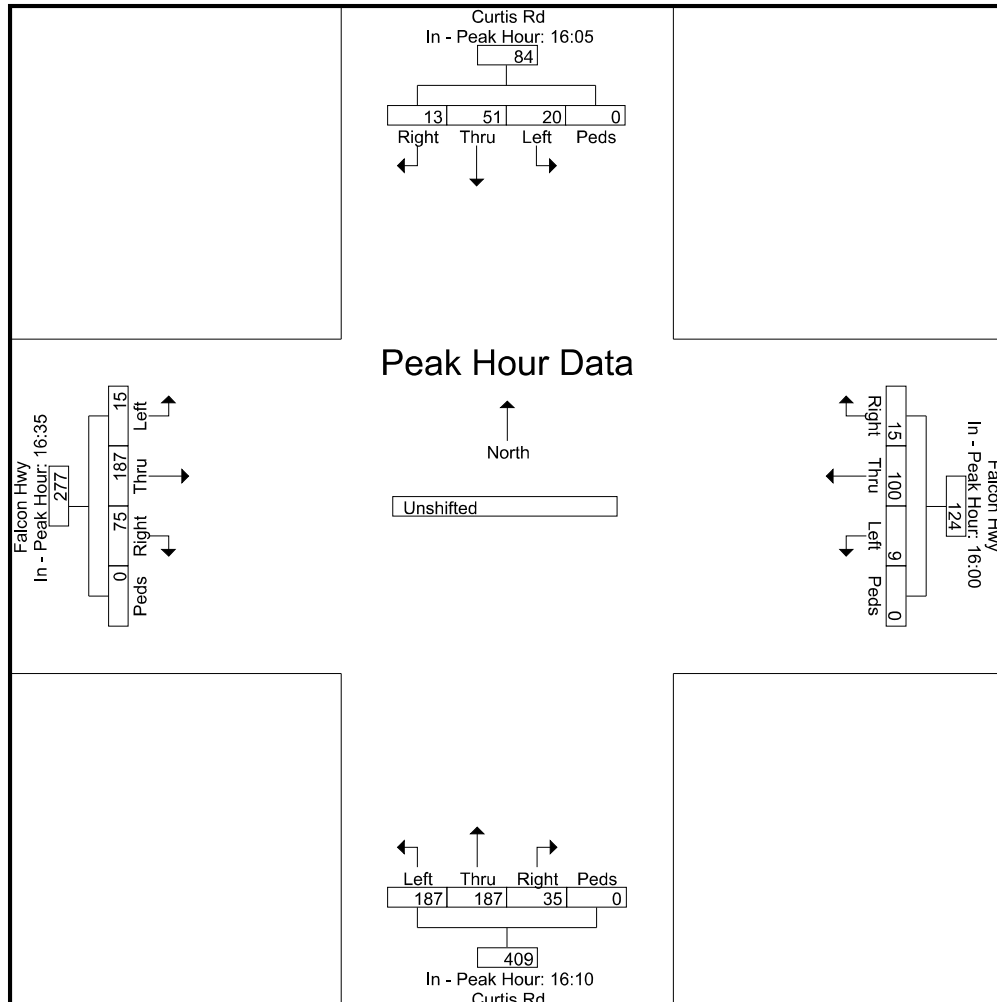 Curtis Rd
In - Peak Hour: 16:05
84
13 51 20 0
Right Thru Left Peds
Peak Hour Data
North
Unshifted
Falcon Hwy
In - Peak Hour: 16:35
277
15 187 75 0
Left Thru Right Peds
Falcon Hwy
In - Peak Hour: 16:00
124
15 100 9 0
Right Thru Left Peds
Left Thru Right Peds
187 187 35 0
409
In - Peak Hour: 16:10
Curtis Rd